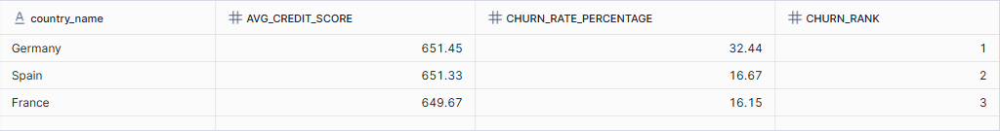 country_name AVG_CREDIT_SCORE CHURN_RATE_PERCENTAGE CHURN_RANK
Germany 651.45 32.44 1
Spain 651.33 16.67 2
France 649.67 16.15 3